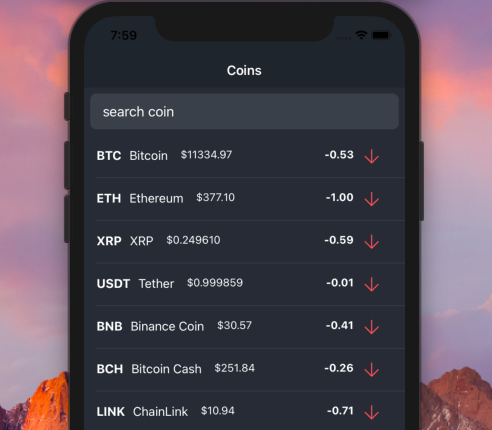 7:59
Coins
search coin
BTC Bitcoin $11334.97 -0.53
ETH Ethereum $377.10 -1.00
XRP XRP $0.249610 -0.59
USDT Tether $0.999859 -0.01
BNB Binance Coin $30.57 -0.41
BCH Bitcoin Cash $251.84 -0.26
LINK ChainLink $10.94 -0.71